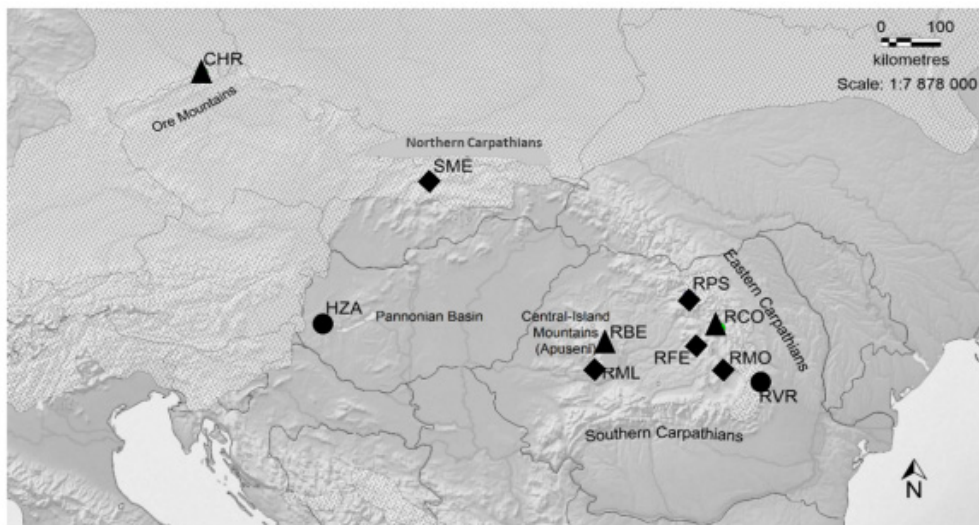 0 100
kilometres
Scale: 1:7 878 000
CHR
Ore Mountains
Northern Carpathians
SME
Eastern Carpathians
RPS
HZA
Pannonian Basin
Central-Island
Mountains
(Apuseni)
RBE
RCO
RFE
RMO
RML
RVR
Southern Carpathians
N